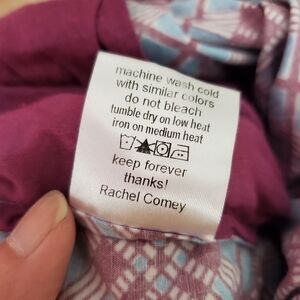 machine wash cold
with similar colors
do not bleach
tumble dry on low heat
iron on medium heat
keep forever
thanks!
Rachel Comey